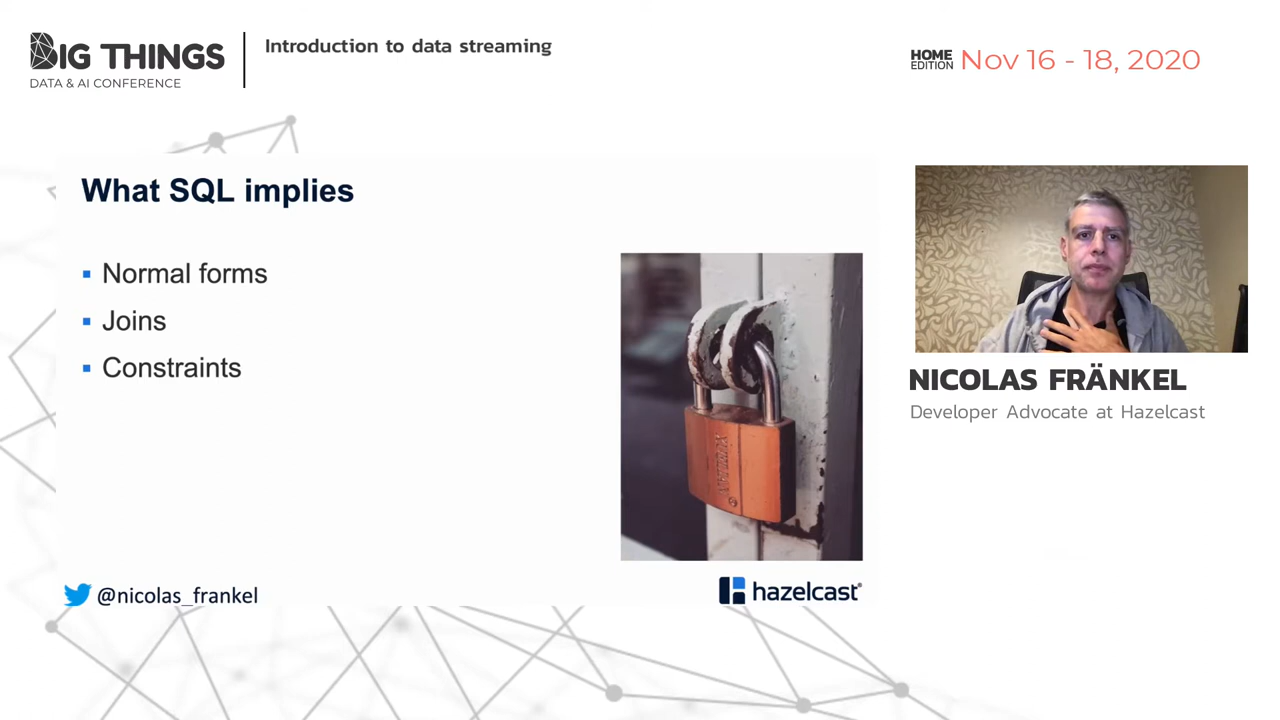 BIG THINGS
DATA & AI CONFERENCE
Introduction to data streaming
HOME
EDITION
Nov 16 - 18, 2020
What SQL implies
Normal forms
Joins
Constraints
@nicolas_frankel
hazelcast
NICOLAS FRÄNKEL
Developer Advocate at Hazelcast